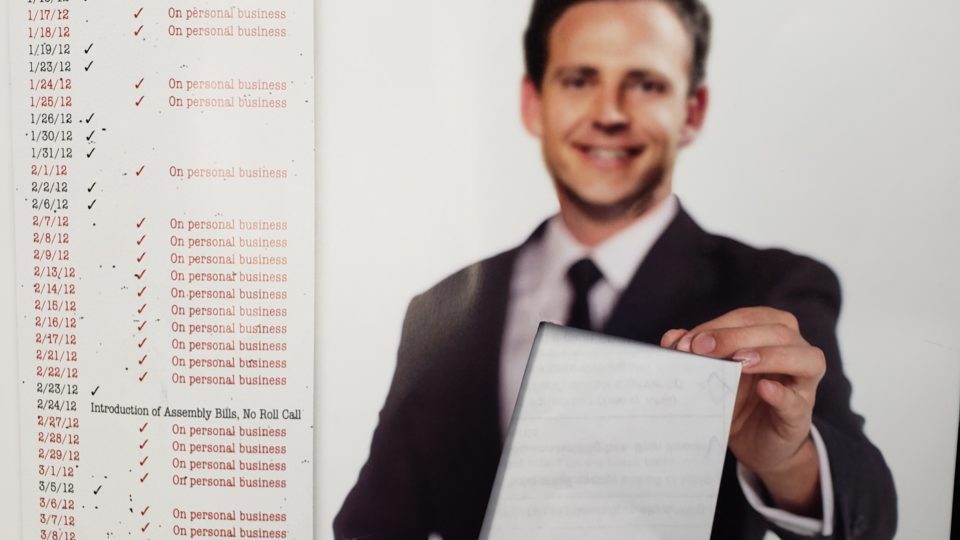 1/17/12 ✓ On personal business
1/18/12 ✓ On personal business
1/19/12 ✓
1/23/12 ✓
1/24/12 ✓ On personal business
1/25/12 ✓ On personal business
1/26/12 ✓
1/30/12 ✓
1/31/12 ✓
2/1/12 ✓ On personal business
2/2/12 ✓
2/6/12 ✓
2/7/12 ✓ On personal business
2/8/12 ✓ On personal business
2/9/12 ✓ On personal business
2/13/12 ✓ On personal business
2/14/12 ✓ On personal business
2/15/12 ✓ On personal business
2/16/12 ✓ On personal business
2/17/12 ✓ On personal business
2/21/12 ✓ On personal business
2/22/12 ✓ On personal business
2/23/12 ✓
2/24/12 Introduction of Assembly Bills, No Roll Call
2/27/12 ✓ On personal business
2/28/12 ✓ On personal business
2/29/12 ✓ On personal business
3/1/12 ✓ On personal business
3/5/12 ✓
3/6/12 ✓ On personal business
3/7/12 ✓ On personal business
3/8/12